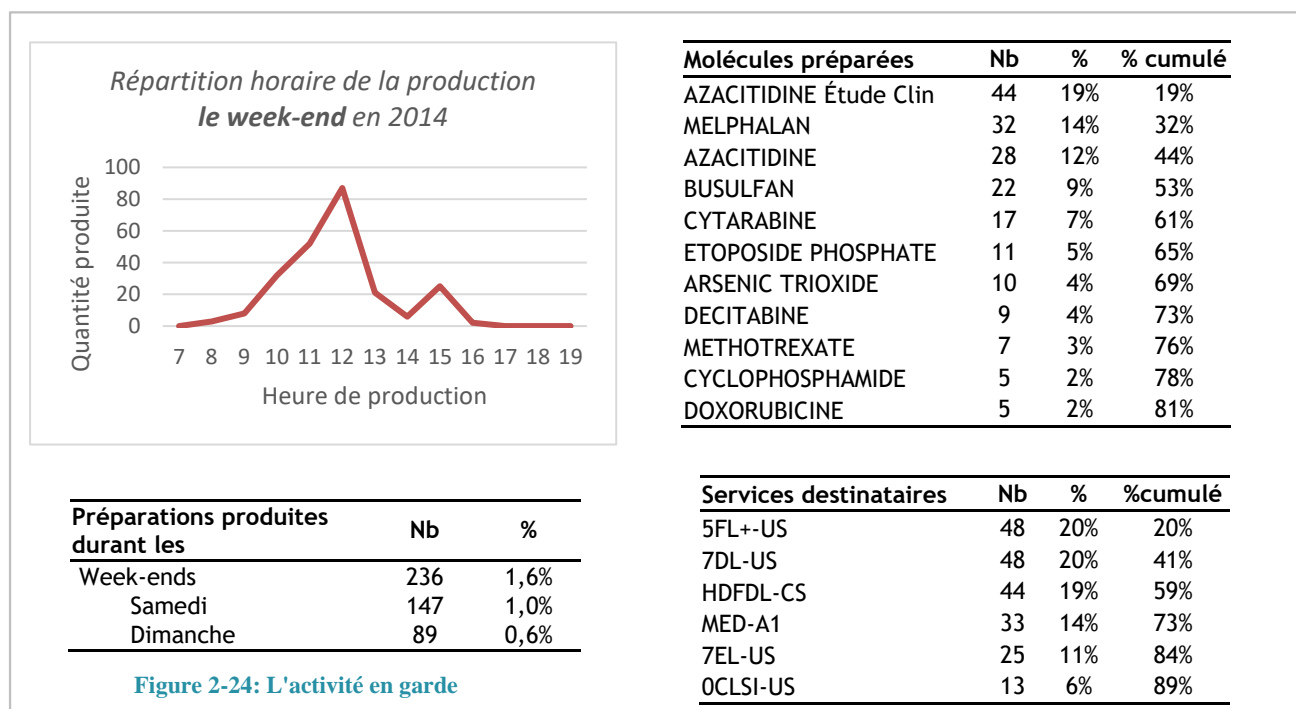 Répartition horaire de la production
le week-end en 2014
Quantité produite
100
80
60
40
20
0
7 8 9 10 11 12 13 14 15 16 17 18 19
Heure de production
Molécules préparées Nb % % cumulé
AZACITIDINE Étude Clin 44 19% 19%
MELPHALAN 32 14% 32%
AZACITIDINE 28 12% 44%
BUSULFAN 22 9% 53%
CYTARABINE 17 7% 61%
ETOPOSIDE PHOSPHATE 11 5% 65%
ARSENIC TRIOXIDE 10 4% 69%
DECITABINE 9 4% 73%
METHOTREXATE 7 3% 76%
CYCLOPHOSPHAMIDE 5 2% 78%
DOXORUBICINE 5 2% 81%
Préparations produites
durant les Nb %
Week-ends 236 1,6%
Samedi 147 1,0%
Dimanche 89 0,6%
Figure 2-24: L'activité en garde
Services destinataires Nb % %cumulé
5FL+-US 48 20% 20%
7DL-US 48 20% 41%
HDFDL-CS 44 19% 59%
MED-A1 33 14% 73%
7EL-US 25 11% 84%
0CLSI-US 13 6% 89%